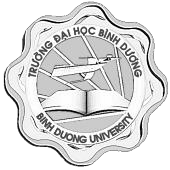 TRƯỜNG ĐẠI HỌC BÌNH DƯƠNG
BINH DUONG UNIVERSITY